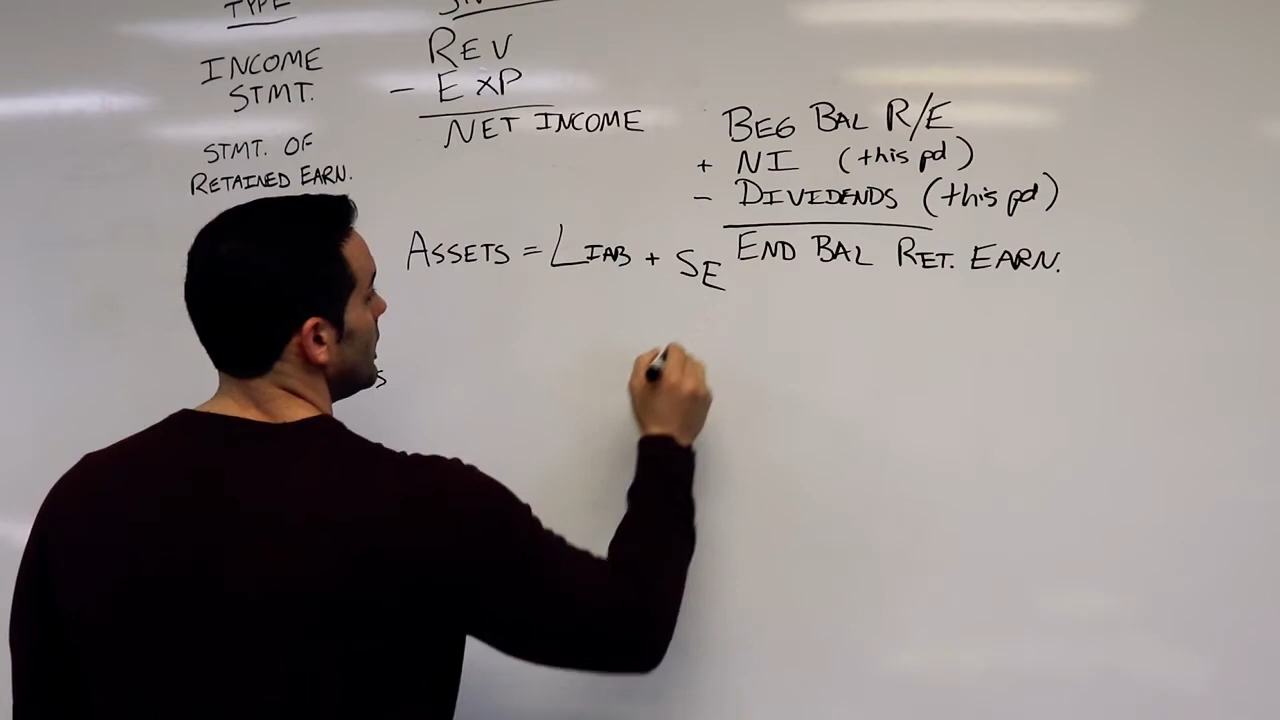 TYPE
INCOME
STMT.
STMT. OF
RETAINED EARN.
REV
- EXP
NET INCOME
BEG BAL R/E
+ NI (this pd)
- DIVIDENDS (this pd)
END BAL RET. EARN.
ASSETS = LIAB + SE